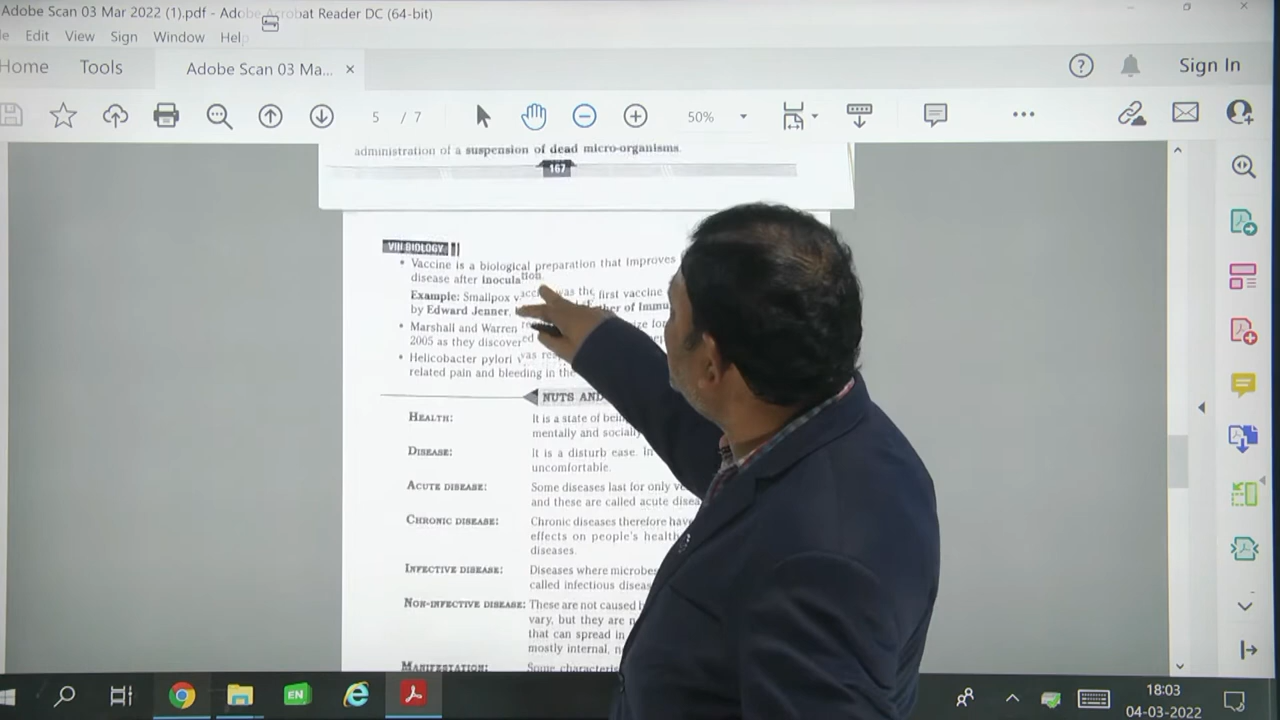 Adobe Scan 03 Mar 2022 (1).pdf - Adobe Acrobat Reader DC (64-bit)
Edit View Sign Window Help
Home Tools Adobe Scan 03 Ma... × Sign In
5 / 7 50%
administration of a suspension of dead micro-organisms.
167
VIII BIOLOGY
• Vaccine is a biological preparation that improves
disease after inoculation.
Example: Smallpox vaccine was the first vaccine
by Edward Jenner, Father of Immu
• Marshall and Warren
2005 as they discovered
• Helicobacter pylori was
related pain and bleeding in the
NUTS AND
HEALTH: It is a state of being
mentally and socially
DISEASE: It is a disturb ease. In
uncomfortable.
ACUTE DISEASE: Some diseases last for only
and these are called acute disea
CHRONIC DISEASE: Chronic diseases therefore have
effects on people's health
diseases.
INFECTIVE DISEASE: Diseases where microbes
called infectious disea
NON-INFECTIVE DISEASE: These are not caused
vary, but they are
that can spread in
mostly internal,
MANIFESTATION: Some characteris
EN
18:03
04-03-2022